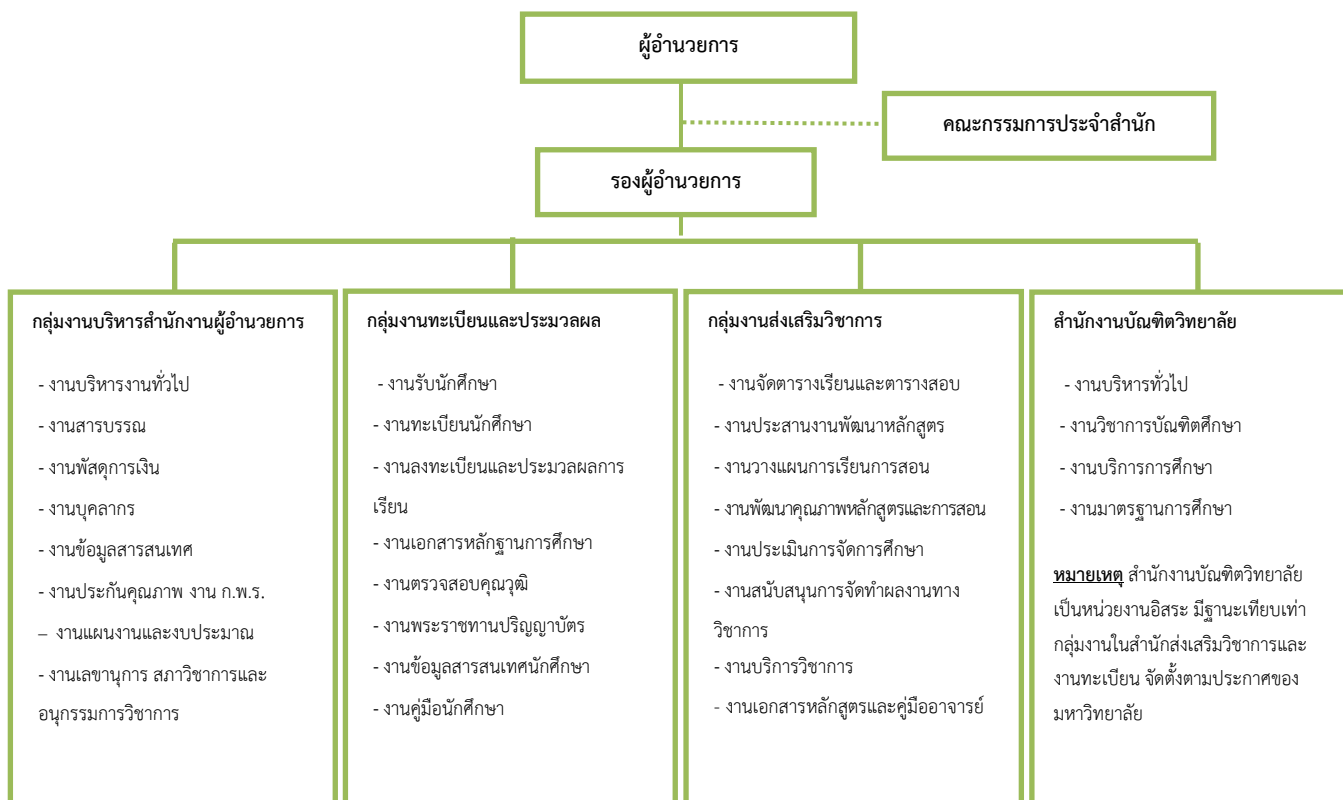 ผู้อำนวยการ
คณะกรรมการประจำสำนัก
รองผู้อำนวยการ
กลุ่มงานบริหารสำนักงานผู้อำนวยการ
- งานบริหารงานทั่วไป
- งานสารบรรณ
- งานพัสดุการเงิน
- งานบุคลากร
- งานข้อมูลสารสนเทศ
- งานประกันคุณภาพ งาน ก.พ.ร.
– งานแผนงานและงบประมาณ
- งานเลขานุการ สภาวิชาการและ
อนุกรรมการวิชาการ
กลุ่มงานทะเบียนและประมวลผล
- งานรับนักศึกษา
- งานทะเบียนนักศึกษา
- งานลงทะเบียนและประมวลผลการ
เรียน
- งานเอกสารหลักฐานการศึกษา
- งานตรวจสอบคุณวุฒิ
- งานพระราชทานปริญญาบัตร
- งานข้อมูลสารสนเทศนักศึกษา
- งานคู่มือนักศึกษา
กลุ่มงานส่งเสริมวิชาการ
- งานจัดตารางเรียนและตารางสอบ
- งานประสานงานพัฒนาหลักสูตร
- งานวางแผนการเรียนการสอน
- งานพัฒนาคุณภาพหลักสูตรและการสอน
- งานประเมินการจัดการศึกษา
- งานสนับสนุนการจัดทำผลงานทาง
วิชาการ
- งานบริการวิชาการ
- งานเอกสารหลักสูตรและคู่มืออาจารย์
สำนักงานบัณฑิตวิทยาลัย
- งานบริหารทั่วไป
- งานวิชาการบัณฑิตศึกษา
- งานบริการการศึกษา
- งานมาตรฐานการศึกษา
หมายเหตุ สำนักงานบัณฑิตวิทยาลัย
เป็นหน่วยงานอิสระ มีฐานะเทียบเท่า
กลุ่มงานในสำนักส่งเสริมวิชาการและ
งานทะเบียน จัดตั้งตามประกาศของ
มหาวิทยาลัย